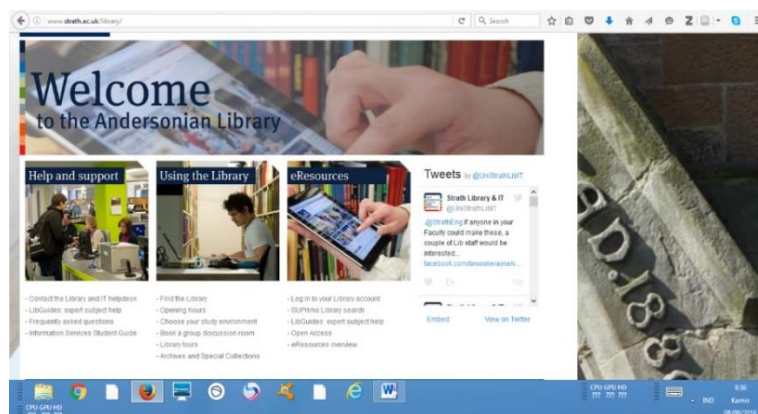 www.strath.ac.uk/library/
Search
Welcome
to the Andersonian Library
Help and support
- Contact the Library and IT helpdesk
- LibGuides: expert subject help
- Frequently asked questions
- Information Services Student Guide
Using the Library
- Find the Library
- Opening hours
- Choose your study environment
- Book a group discussion room
- Library tours
- Archives and Special Collections
eResources
- Log in to your Library account
- SUPrimo Library search
- LibGuides: expert subject help
- Open Access
- eResources overview
Tweets by @UniStrathLibIT
Strath Library & IT
@UniStrathLibIT
.@StrathEng If anyone in your
Faculty could make these, a
couple of Lib staff would be
interested...
facebook.com/brooklieraynelv...
Embed
View on Twitter
CPU GPU HD
??? ??? ???
CPU GPU HD
??? ??? ???
IND
9:36
Kamis